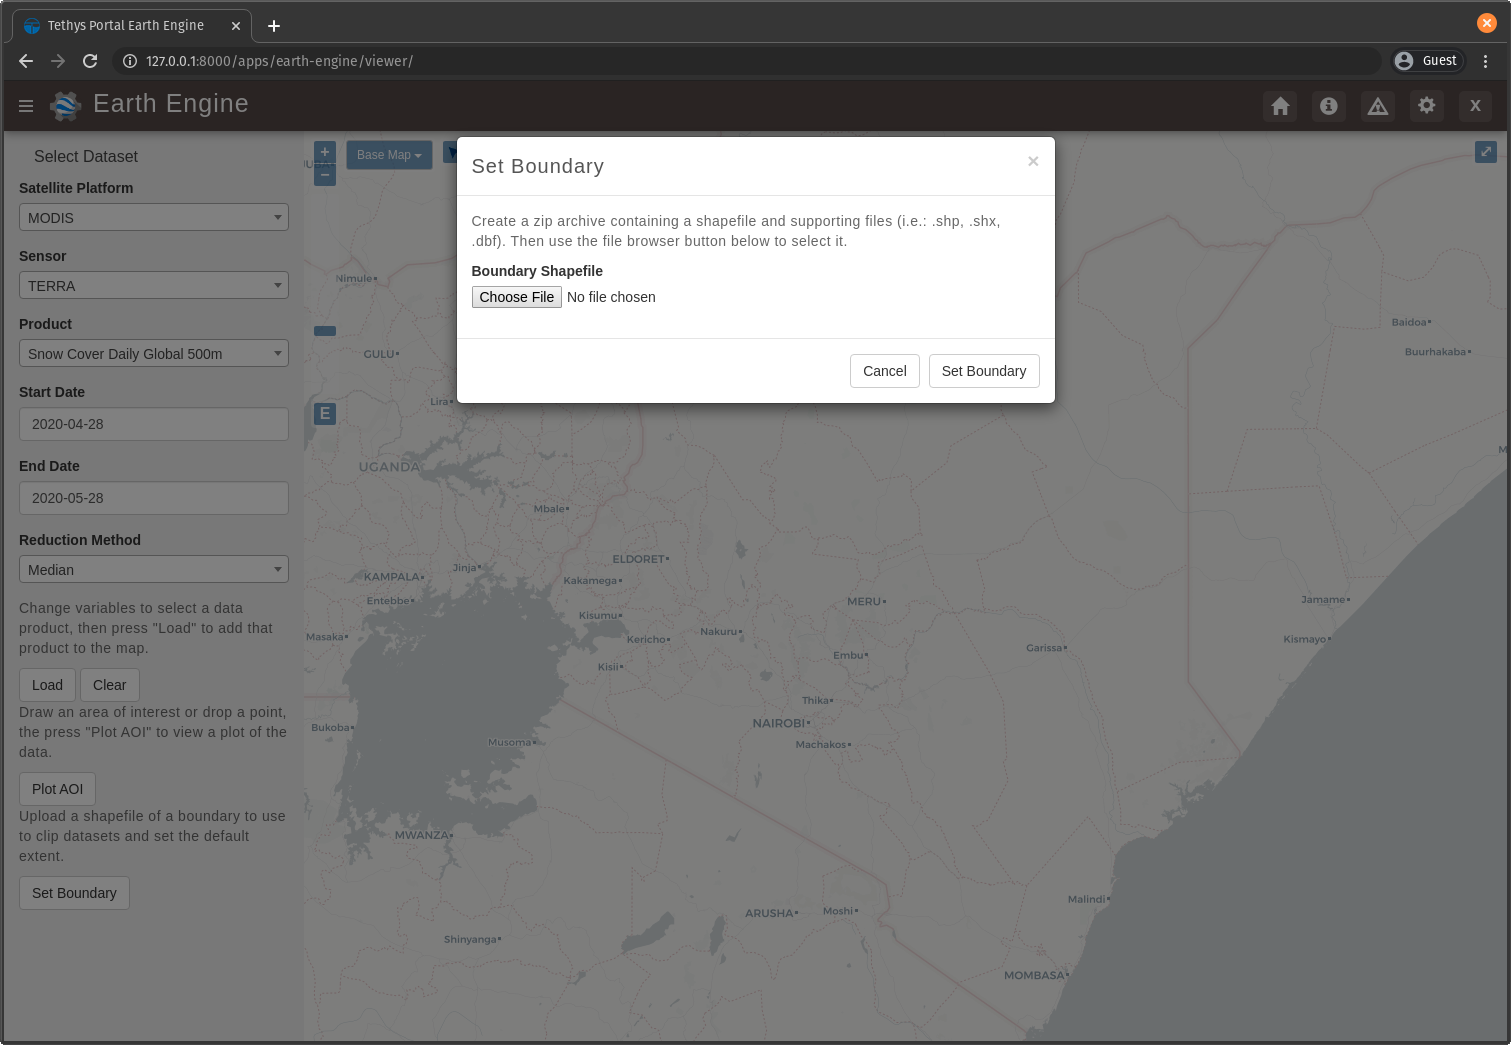 Tethys Portal Earth Engine
127.0.0.1:8000/apps/earth-engine/viewer/
Guest
Earth Engine
X
Select Dataset
Satellite Platform
MODIS
Sensor
TERRA
Product
Snow Cover Daily Global 500m
Start Date
2020-04-28
End Date
2020-05-28
Reduction Method
Median
Change variables to select a data
product, then press "Load" to add that
product to the map.
Load
Clear
Draw an area of interest or drop a point,
the press "Plot AOI" to view a plot of the
data.
Plot AOI
Upload a shapefile of a boundary to use
to clip datasets and set the default
extent.
Set Boundary
+
−
Base Map
E
Set Boundary
×
Create a zip archive containing a shapefile and supporting files (i.e.: .shp, .shx,
.dbf). Then use the file browser button below to select it.
Boundary Shapefile
Choose File No file chosen
Cancel
Set Boundary
Nimule
GULU
Lira
UGANDA
Mbale
ELDORET
Jinja
KAMPALA
Kakamega
Entebbe
MERU
Kisumu
Masaka
Kericho
Nakuru
Embu
Garissa
Kisii
Thika
Bukoba
NAIROBI
Musoma
Machakos
MWANZA
Malindi
ARUSHA
Moshi
Shinyanga
MOMBASA
Baidoa
Buurhakaba
Jamame
Kismayo